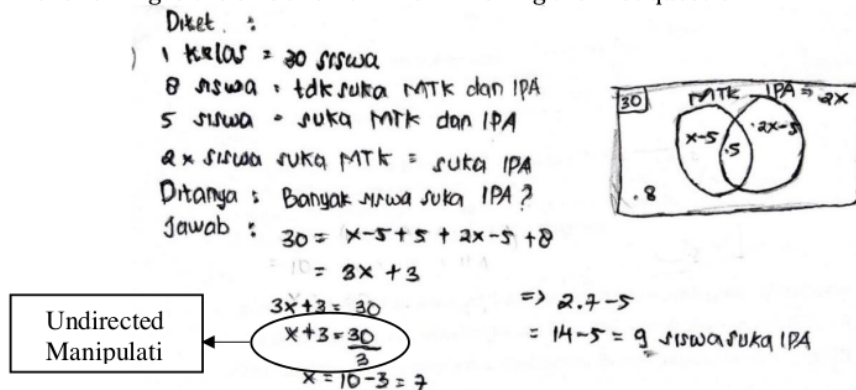 Diket :
) 1 kelas = 30 siswa
8 siswa = tdk suka MTK dan IPA
5 siswa = suka MTK dan IPA
2x siswa suka MTK = suka IPA
Ditanya : Banyak siswa suka IPA ?
Jawab : 30 = x-5+5+2x-5+8
= 3x+3
3x+3 = 30
x+3 = 30/3
x = 10-3 = 7
=> 2.7-5
= 14-5 = 9 siswa suka IPA
30
MTK
IPA => 2x
x-5
.5
.2x-5
.8
Undirected
Manipulati